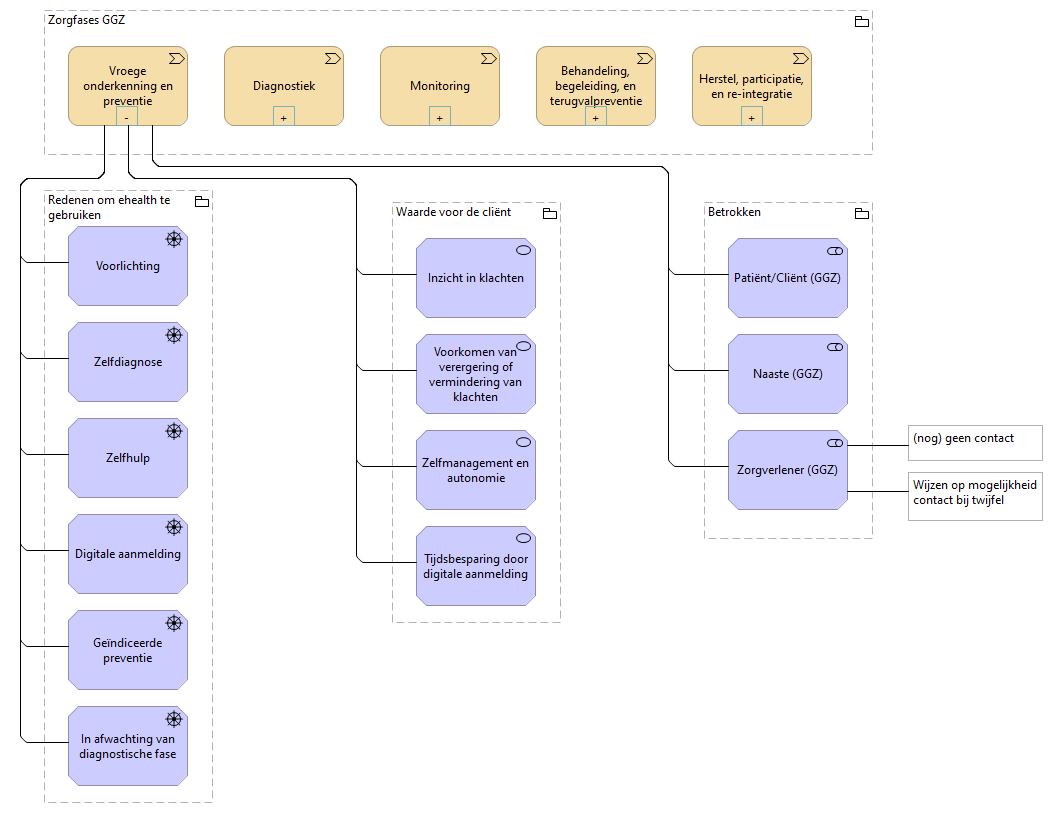 Zorgfases GGZ
Vroege
onderkenning en
preventie
-
Diagnostiek
+
Monitoring
+
Behandeling,
begeleiding, en
terugvalpreventie
+
Herstel, participatie,
en re-integratie
+
Redenen om ehealth te
gebruiken
Voorlichting
Zelfdiagnose
Zelfhulp
Digitale aanmelding
Geïndiceerde
preventie
In afwachting van
diagnostische fase
Waarde voor de cliënt
Inzicht in klachten
Voorkomen van
verergering of
vermindering van
klachten
Zelfmanagement en
autonomie
Tijdsbesparing door
digitale aanmelding
Betrokken
Patiënt/Cliënt (GGZ)
Naaste (GGZ)
Zorgverlener (GGZ)
(nog) geen contact
Wijzen op mogelijkheid
contact bij twijfel